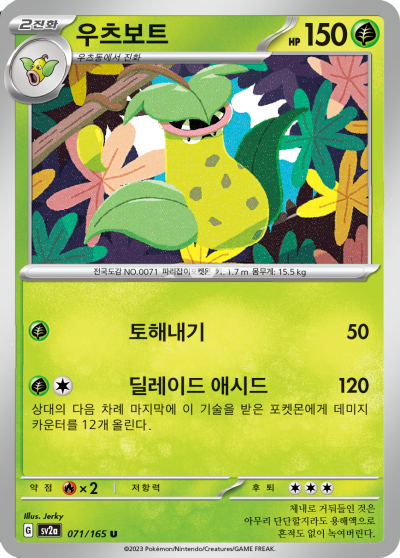 2진화
우츠보트
HP 150
우츠동에서 진화
전국도감 NO.0071 파리잡이포켓몬 키: 1.7 m 몸무게: 15.5 kg
토해내기 50
딜레이드 애시드 120
상대의 다음 차례 마지막에 이 기술을 받은 포켓몬에게 데미지
카운터를 12개 올린다.
약점 ×2 저항력 후퇴
Illus. Jerky
G sv2a 071/165 U
체내로 거둬들인 것은
아무리 단단할지라도 용해액으로
흔적도 없이 녹여버린다.
©2023 Pokémon/Nintendo/Creatures/GAME FREAK.